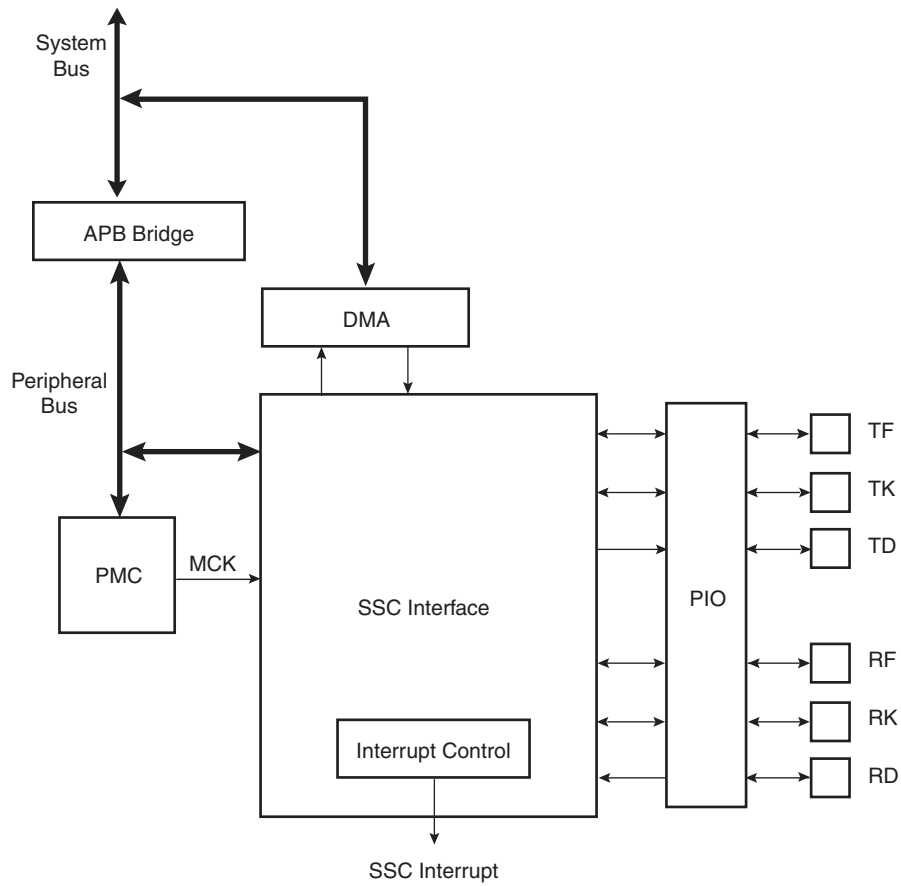 System
Bus
APB Bridge
DMA
Peripheral
Bus
PMC
MCK
SSC Interface
Interrupt Control
SSC Interrupt
PIO
TF
TK
TD
RF
RK
RD